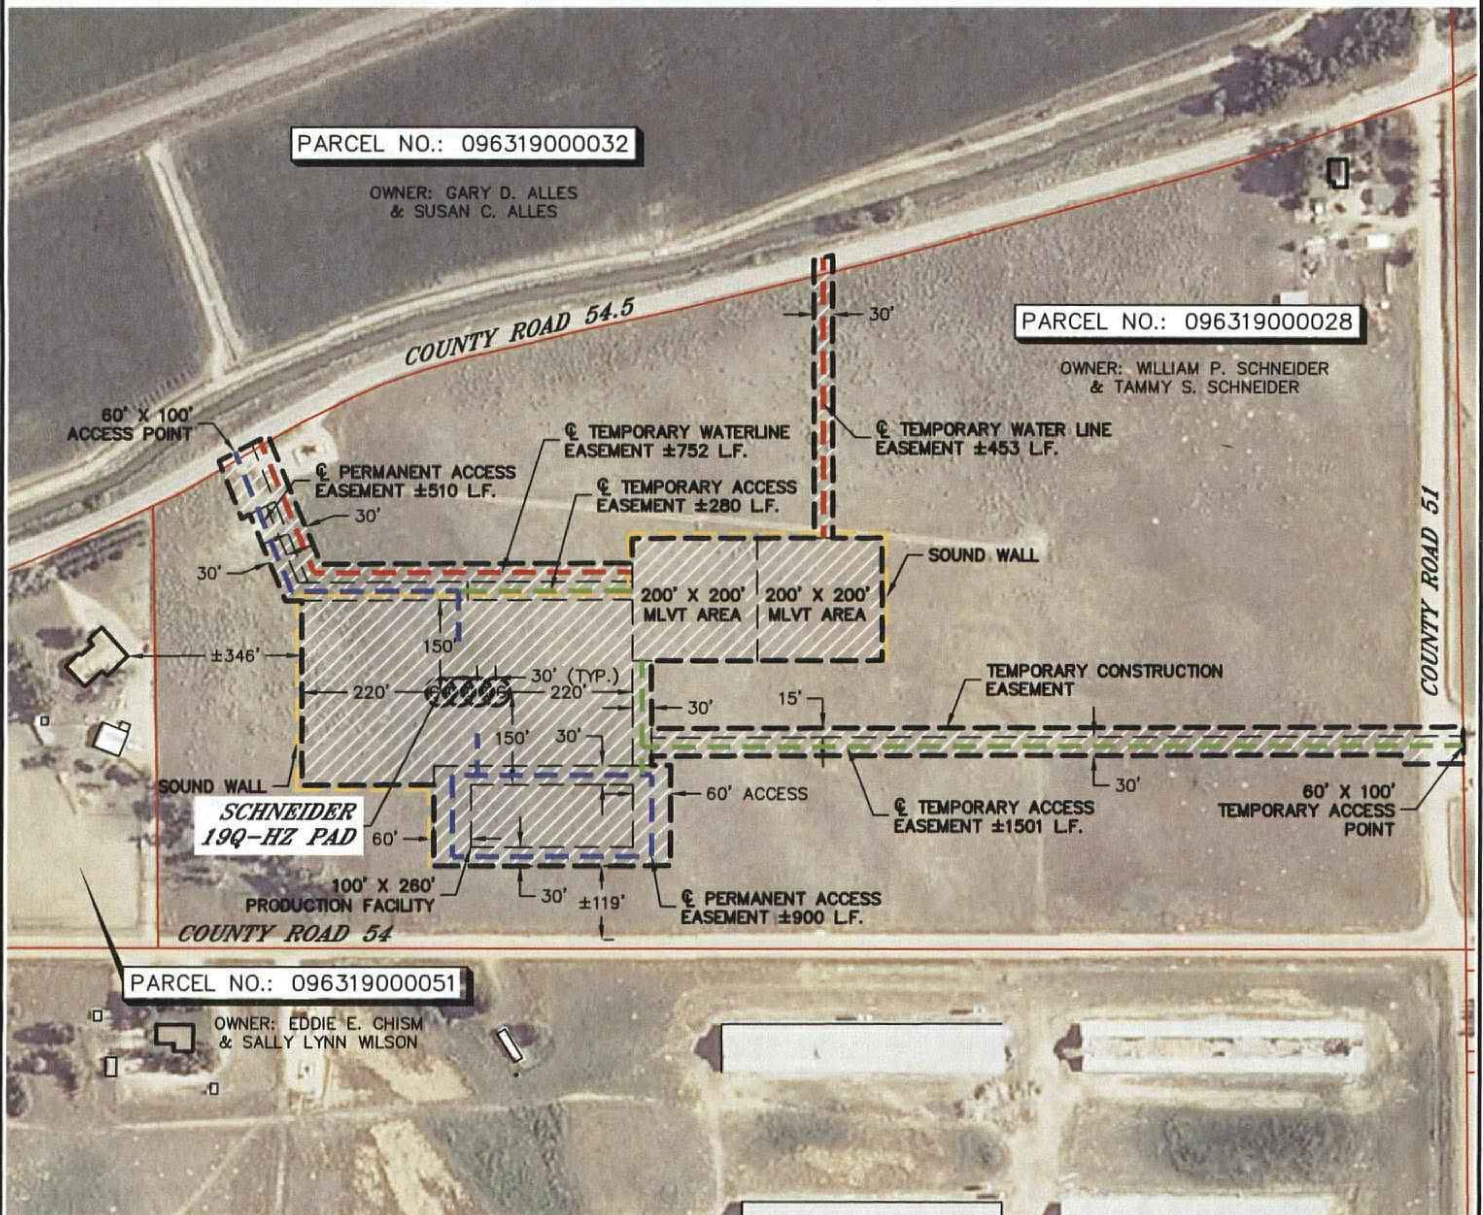 PARCEL NO.: 096319000032
OWNER: GARY D. ALLES
& SUSAN C. ALLES
COUNTY ROAD 54.5
30'
PARCEL NO.: 096319000028
OWNER: WILLIAM P. SCHNEIDER
& TAMMY S. SCHNEIDER
60' X 100'
ACCESS POINT
℄ TEMPORARY WATERLINE
EASEMENT ±752 L.F.
℄ TEMPORARY WATER LINE
EASEMENT ±453 L.F.
℄ PERMANENT ACCESS
EASEMENT ±510 L.F.
℄ TEMPORARY ACCESS
EASEMENT ±280 L.F.
30'
30'
SOUND WALL
COUNTY ROAD 51
200' X 200'
MLVT AREA
200' X 200'
MLVT AREA
±346'
150'
30' (TYP.)
220'
220'
TEMPORARY CONSTRUCTION
EASEMENT
30'
15'
150'
30'
SOUND WALL
60' ACCESS
30'
60' X 100'
TEMPORARY ACCESS
POINT
SCHNEIDER
19Q-HZ PAD
60'
℄ TEMPORARY ACCESS
EASEMENT ±1501 L.F.
100' X 260'
PRODUCTION FACILITY
30'
±119'
℄ PERMANENT ACCESS
EASEMENT ±900 L.F.
COUNTY ROAD 54
PARCEL NO.: 096319000051
OWNER: EDDIE E. CHISM
& SALLY LYNN WILSON